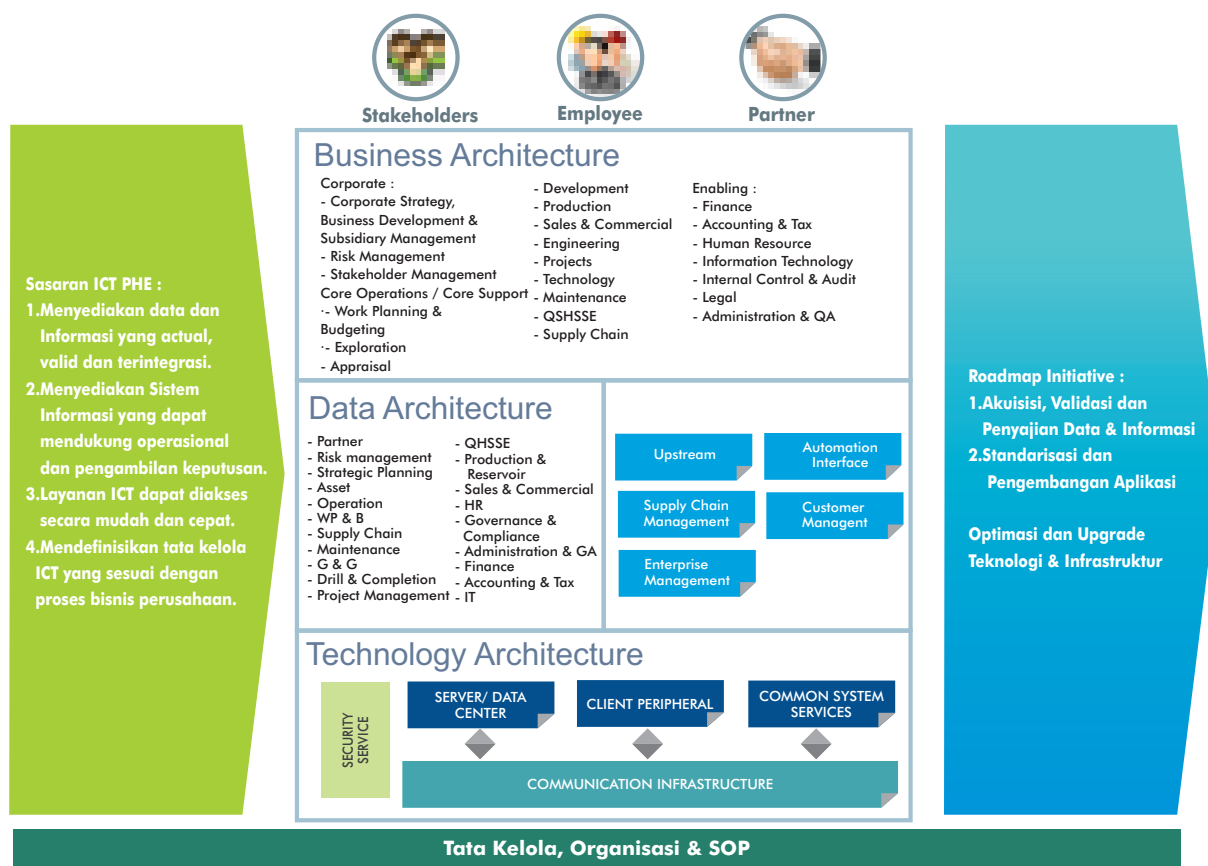 Stakeholders
Employee
Partner
Sasaran ICT PHE :
1.Menyediakan data dan
Informasi yang actual,
valid dan terintegrasi.
2.Menyediakan Sistem
Informasi yang dapat
mendukung operasional
dan pengambilan keputusan.
3.Layanan ICT dapat diakses
secara mudah dan cepat.
4.Mendefinisikan tata kelola
ICT yang sesuai dengan
proses bisnis perusahaan.
Business Architecture
Corporate :
- Corporate Strategy,
Business Development &
Subsidiary Management
- Risk Management
- Stakeholder Management
Core Operations / Core Support
·- Work Planning &
Budgeting
·- Exploration
- Appraisal
- Development
- Production
- Sales & Commercial
- Engineering
- Projects
- Technology
- Maintenance
- QSHSSE
- Supply Chain
Enabling :
- Finance
- Accounting & Tax
- Human Resource
- Information Technology
- Internal Control & Audit
- Legal
- Administration & QA
Data Architecture
- Partner
- Risk management
- Strategic Planning
- Asset
- Operation
- WP & B
- Supply Chain
- Maintenance
- G & G
- Drill & Completion
- Project Management
- QHSSE
- Production &
Reservoir
- Sales & Commercial
- HR
- Governance &
Compliance
- Administration & GA
- Finance
- Accounting & Tax
- IT
Upstream
Automation
Interface
Supply Chain
Management
Customer
Managent
Enterprise
Management
Technology Architecture
SECURITY
SERVICE
SERVER/ DATA
CENTER
CLIENT PERIPHERAL
COMMON SYSTEM
SERVICES
COMMUNICATION INFRASTRUCTURE
Roadmap Initiative :
1.Akuisisi, Validasi dan
Penyajian Data & Informasi
2.Standarisasi dan
Pengembangan Aplikasi
Optimasi dan Upgrade
Teknologi & Infrastruktur
Tata Kelola, Organisasi & SOP